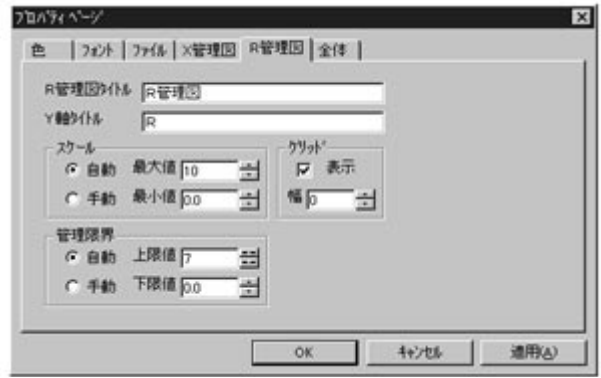 プロパティ ページ
色 フォント ファイル X管理図 R管理図 全体
R管理図タイトル R管理図
Y軸タイトル R
スケール グリッド
自動 最大値 10 表示
手動 最小値 0.0 幅 0
管理限界
自動 上限値 7
手動 下限値 0.0
OK キャンセル 適用(A)